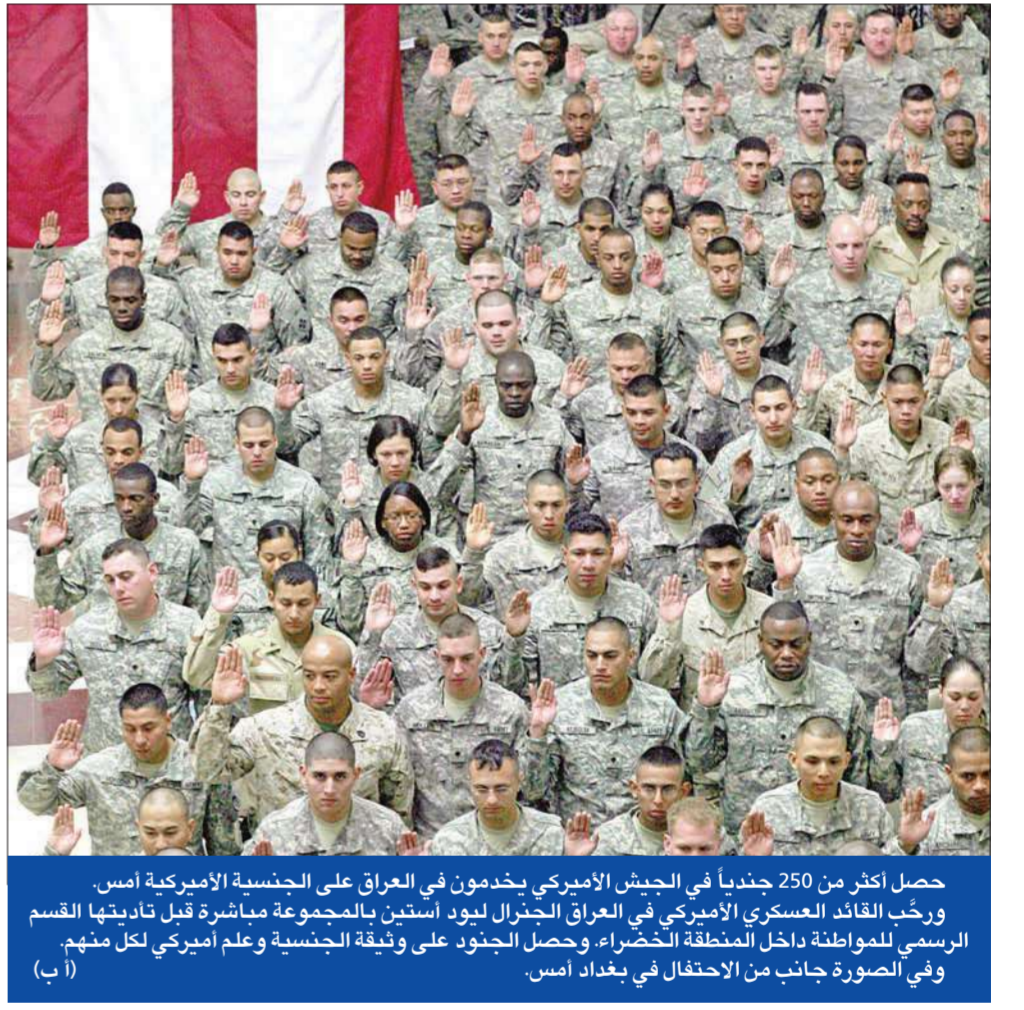 حصل أكثر من 250 جندياً في الجيش الأميركي يخدمون في العراق على الجنسية الأميركية أمس.
ورحَّب القائد العسكري الأميركي في العراق الجنرال ليود أستين بالمجموعة مباشرة قبل تأديتها القسم
الرسمي للمواطنة داخل المنطقة الخضراء. وحصل الجنود على وثيقة الجنسية وعلم أميركي لكل منهم.
وفي الصورة جانب من الاحتفال في بغداد أمس. (أ ب)